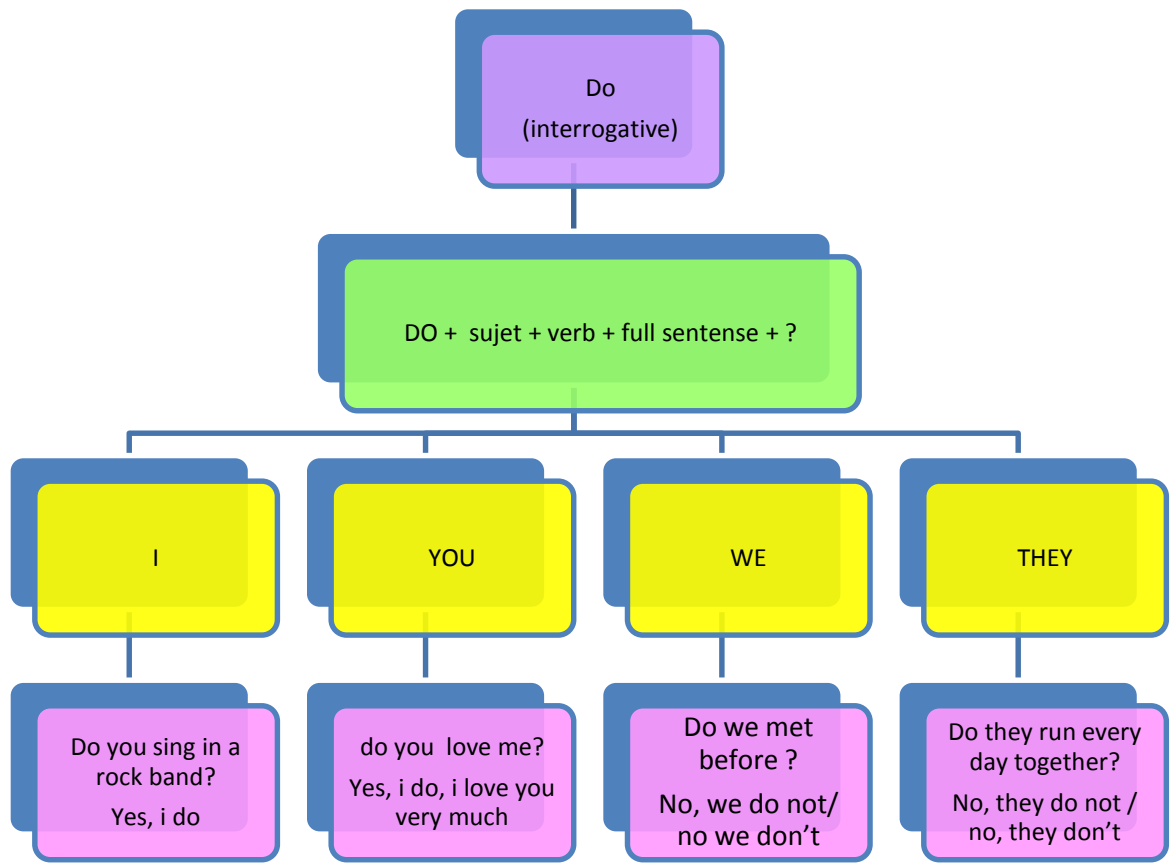 Do
(interrogative)
DO + sujet + verb + full sentense + ?
I
YOU
WE
THEY
Do you sing in a
rock band?
Yes, i do
do you love me?
Yes, i do, i love you
very much
Do we met
before ?
No, we do not/
no we don't
Do they run every
day together?
No, they do not /
no, they don't